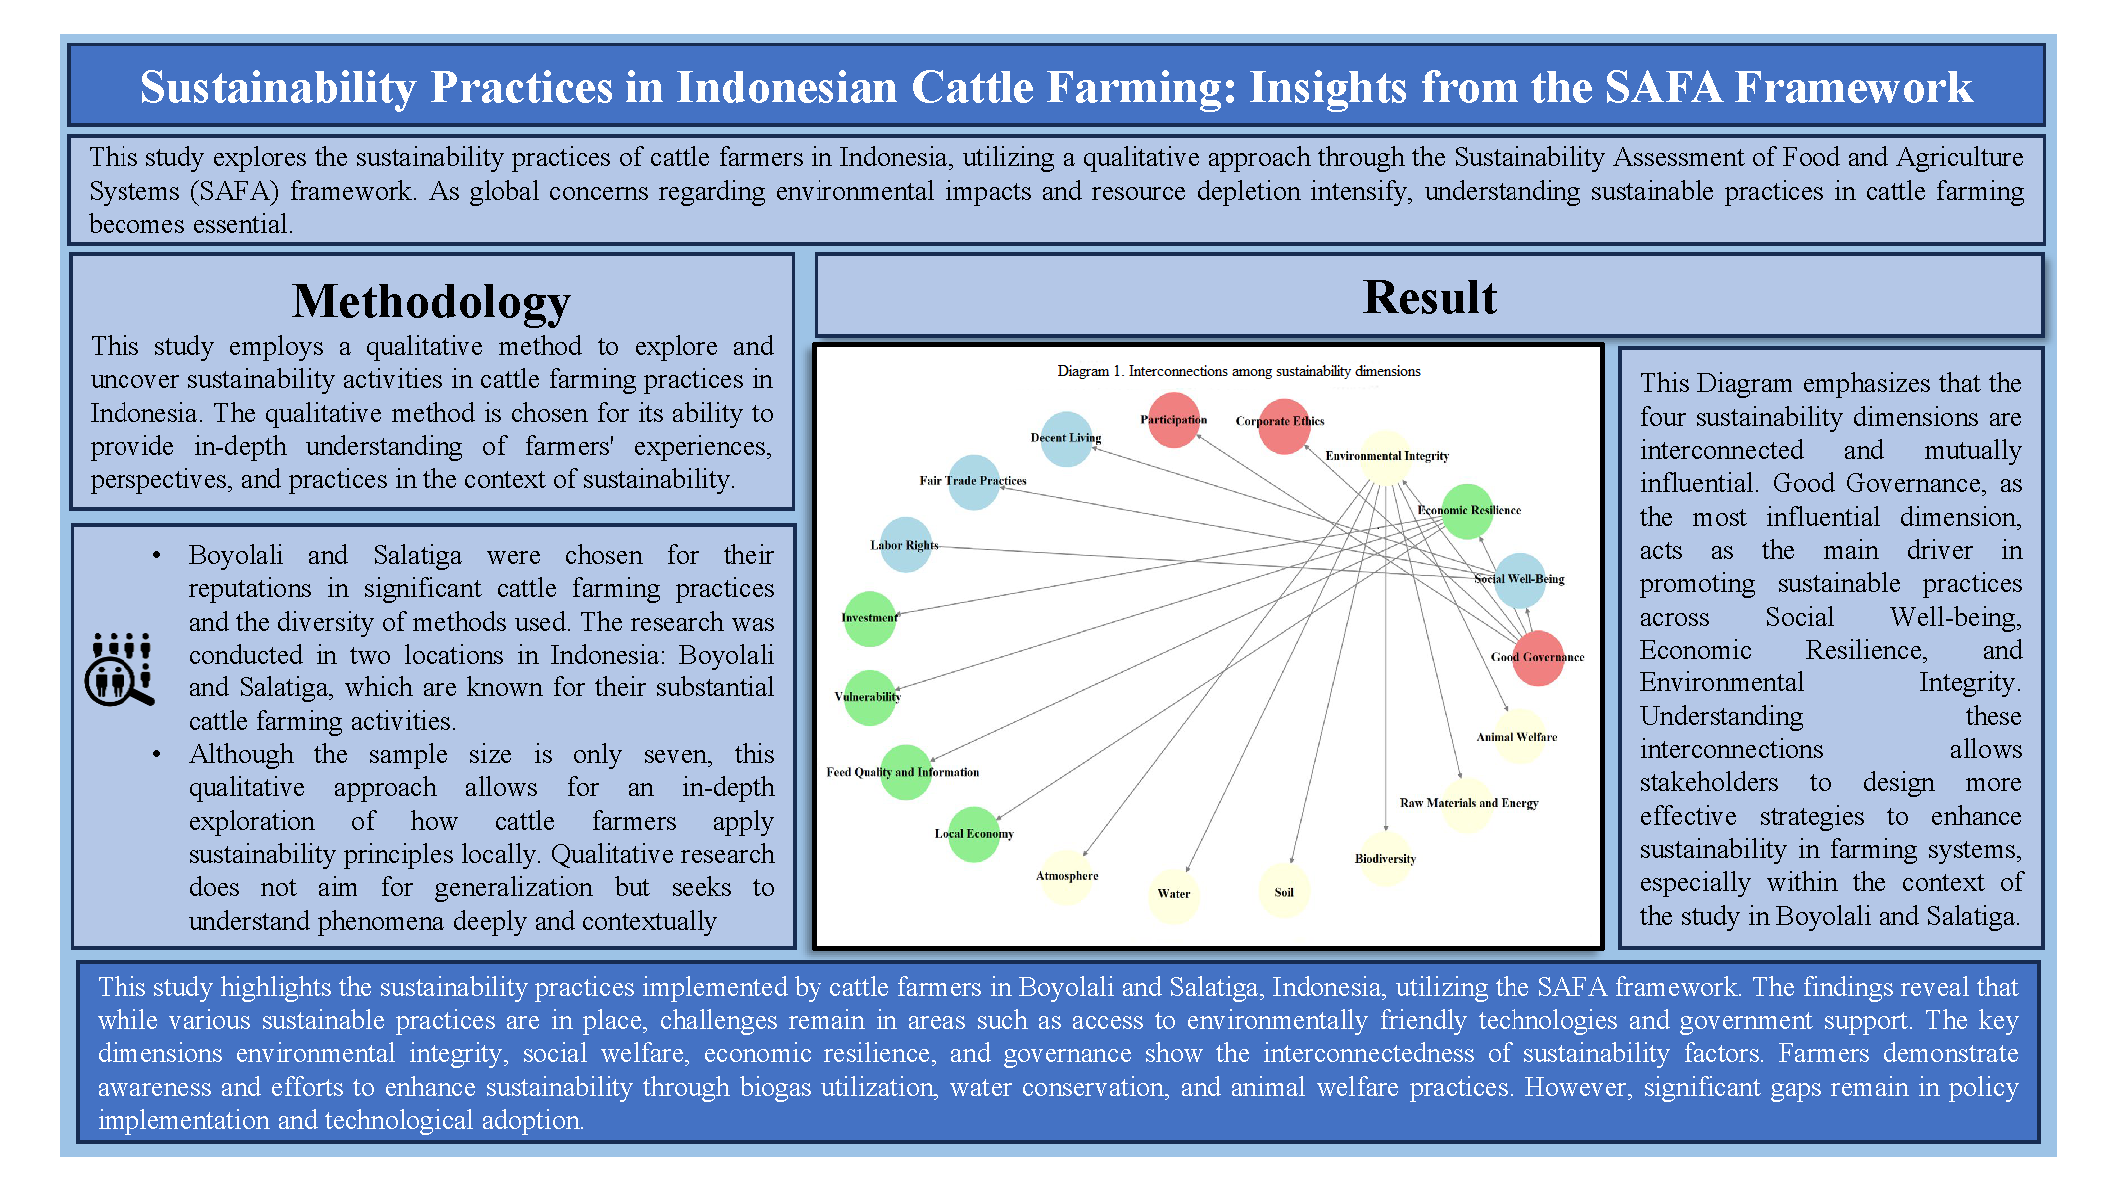 Sustainability Practices in Indonesian Cattle Farming: Insights from the SAFA Framework
This study explores the sustainability practices of cattle farmers in Indonesia, utilizing a qualitative approach through the Sustainability Assessment of Food and Agriculture
Systems (SAFA) framework. As global concerns regarding environmental impacts and resource depletion intensify, understanding sustainable practices in cattle farming
becomes essential.
Methodology
This study employs a qualitative method to explore and
uncover sustainability activities in cattle farming practices in
Indonesia. The qualitative method is chosen for its ability to
provide in-depth understanding of farmers' experiences,
perspectives, and practices in the context of sustainability.
• Boyolali and Salatiga were chosen for their
reputations in significant cattle farming practices
and the diversity of methods used. The research was
conducted in two locations in Indonesia: Boyolali
and Salatiga, which are known for their substantial
cattle farming activities.
• Although the sample size is only seven, this
qualitative approach allows for an in-depth
exploration of how cattle farmers apply
sustainability principles locally. Qualitative research
does not aim for generalization but seeks to
understand phenomena deeply and contextually
Result
Diagram 1. Interconnections among sustainability dimensions
Participation
Corporate Ethics
Decent Living
Environmental Integrity
Fair Trade Practices
Economic Resilience
Labor Rights
Social Well-Being
Investment
Good Governance
Vulnerability
Animal Welfare
Feed Quality and Information
Raw Materials and Energy
Local Economy
Biodiversity
Atmosphere
Water
Soil
This Diagram emphasizes that the
four sustainability dimensions are
interconnected and mutually
influential. Good Governance, as
the most influential dimension,
acts as the main driver in
promoting sustainable practices
across Social Well-being,
Economic Resilience, and
Environmental Integrity.
Understanding these
interconnections allows
stakeholders to design more
effective strategies to enhance
sustainability in farming systems,
especially within the context of
the study in Boyolali and Salatiga.
This study highlights the sustainability practices implemented by cattle farmers in Boyolali and Salatiga, Indonesia, utilizing the SAFA framework. The findings reveal that
while various sustainable practices are in place, challenges remain in areas such as access to environmentally friendly technologies and government support. The key
dimensions environmental integrity, social welfare, economic resilience, and governance show the interconnectedness of sustainability factors. Farmers demonstrate
awareness and efforts to enhance sustainability through biogas utilization, water conservation, and animal welfare practices. However, significant gaps remain in policy
implementation and technological adoption.